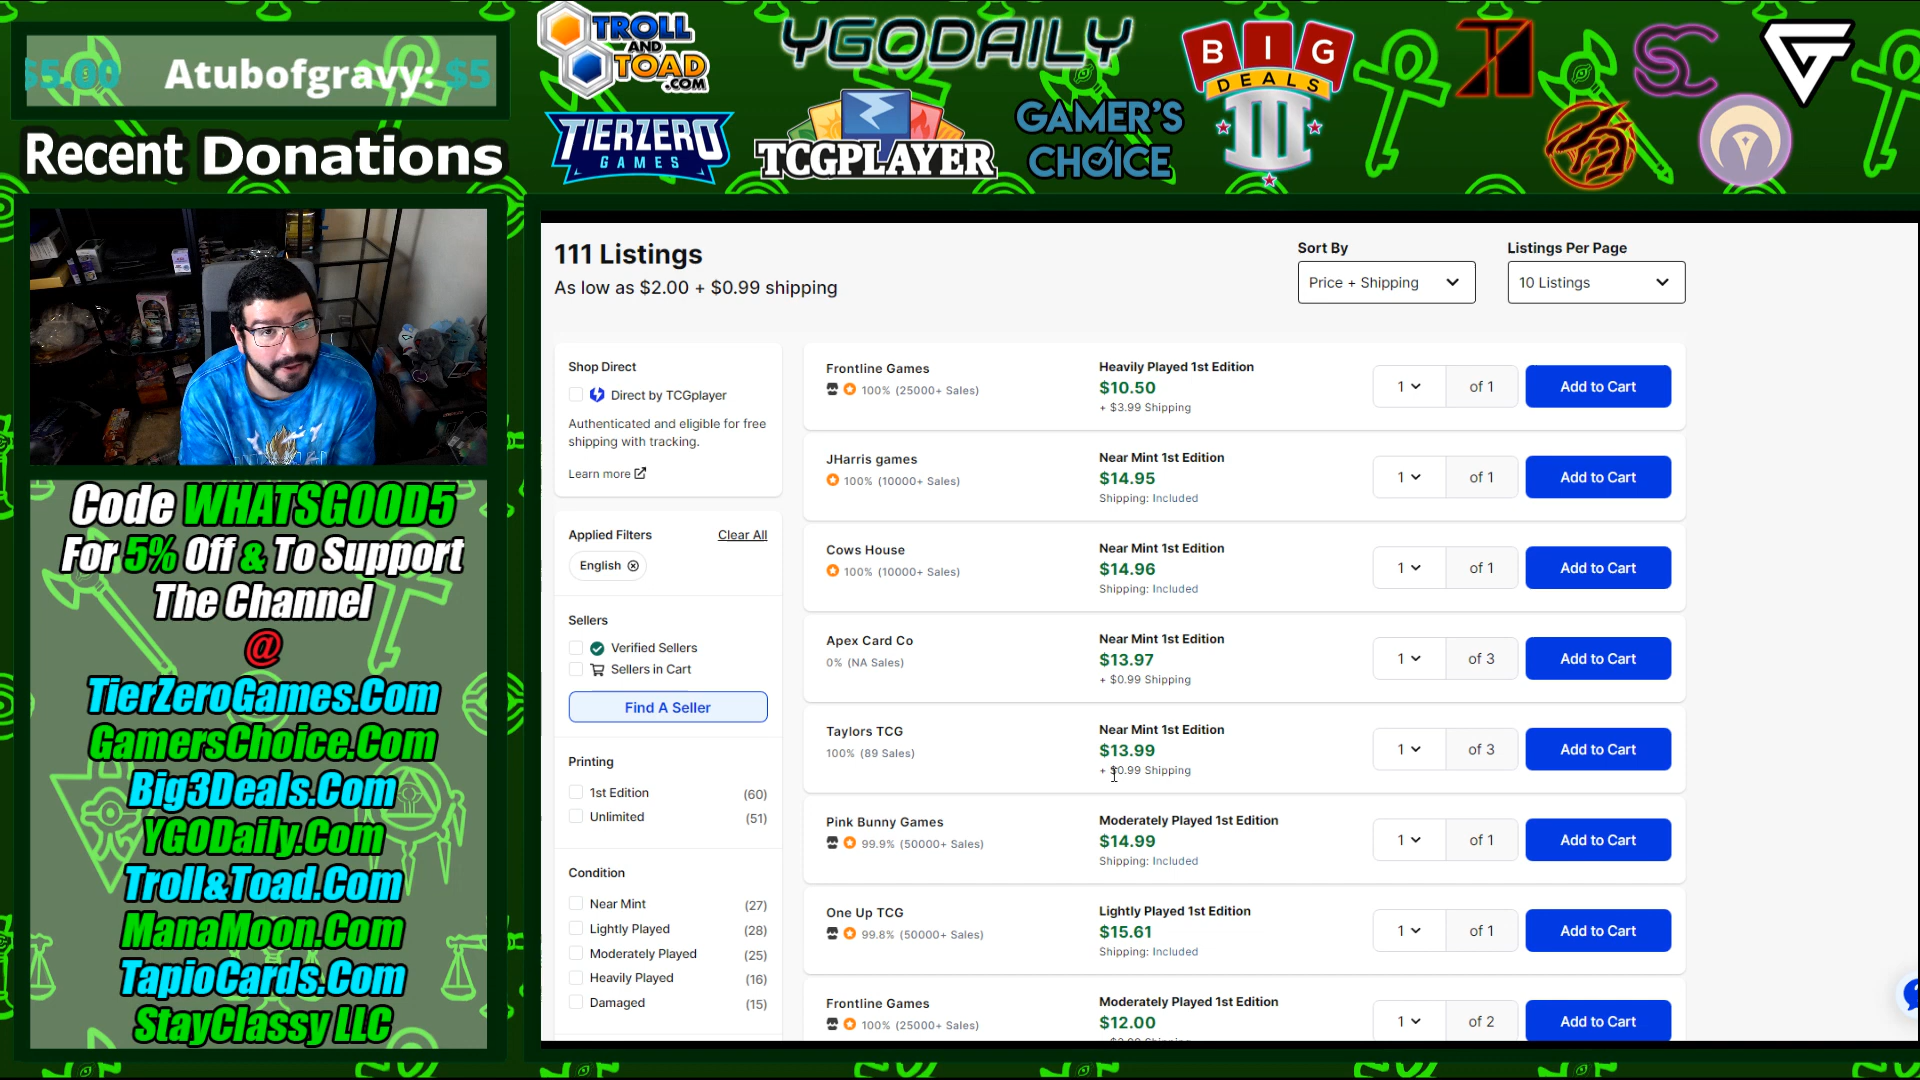 $5.00 Atubofgravy: $5
Recent Donations
TROLL
AND
TOAD
.COM
YGODAILY
BIG
DEALS
III
TIERZERO
GAMES
TCGPLAYER
GAMER'S
CHOICE
SC
Code WHATSGOOD5
For 5% Off & To Support
The Channel
@
TierZeroGames.Com
GamersChoice.Com
Big3Deals.Com
YGODaily.Com
Troll&Toad.Com
ManaMoon.Com
TapioCards.Com
StayClassy LLC
111 Listings
As low as $2.00 + $0.99 shipping
Sort By
Price + Shipping
Listings Per Page
10 Listings
Shop Direct
Direct by TCGplayer
Authenticated and eligible for free
shipping with tracking.
Learn more
Applied Filters Clear All
English
Sellers
Verified Sellers
Sellers in Cart
Find A Seller
Printing
1st Edition (60)
Unlimited (51)
Condition
Near Mint (27)
Lightly Played (28)
Moderately Played (25)
Heavily Played (16)
Damaged (15)
Frontline Games
100% (25000+ Sales)
Heavily Played 1st Edition
$10.50
+ $3.99 Shipping
1 of 1 Add to Cart
JHarris games
100% (10000+ Sales)
Near Mint 1st Edition
$14.95
Shipping: Included
1 of 1 Add to Cart
Cows House
100% (10000+ Sales)
Near Mint 1st Edition
$14.96
Shipping: Included
1 of 1 Add to Cart
Apex Card Co
0% (NA Sales)
Near Mint 1st Edition
$13.97
+ $0.99 Shipping
1 of 3 Add to Cart
Taylors TCG
100% (89 Sales)
Near Mint 1st Edition
$13.99
+ $0.99 Shipping
1 of 3 Add to Cart
Pink Bunny Games
99.9% (50000+ Sales)
Moderately Played 1st Edition
$14.99
Shipping: Included
1 of 1 Add to Cart
One Up TCG
99.8% (50000+ Sales)
Lightly Played 1st Edition
$15.61
Shipping: Included
1 of 1 Add to Cart
Frontline Games
100% (25000+ Sales)
Moderately Played 1st Edition
$12.00
1 of 2 Add to Cart